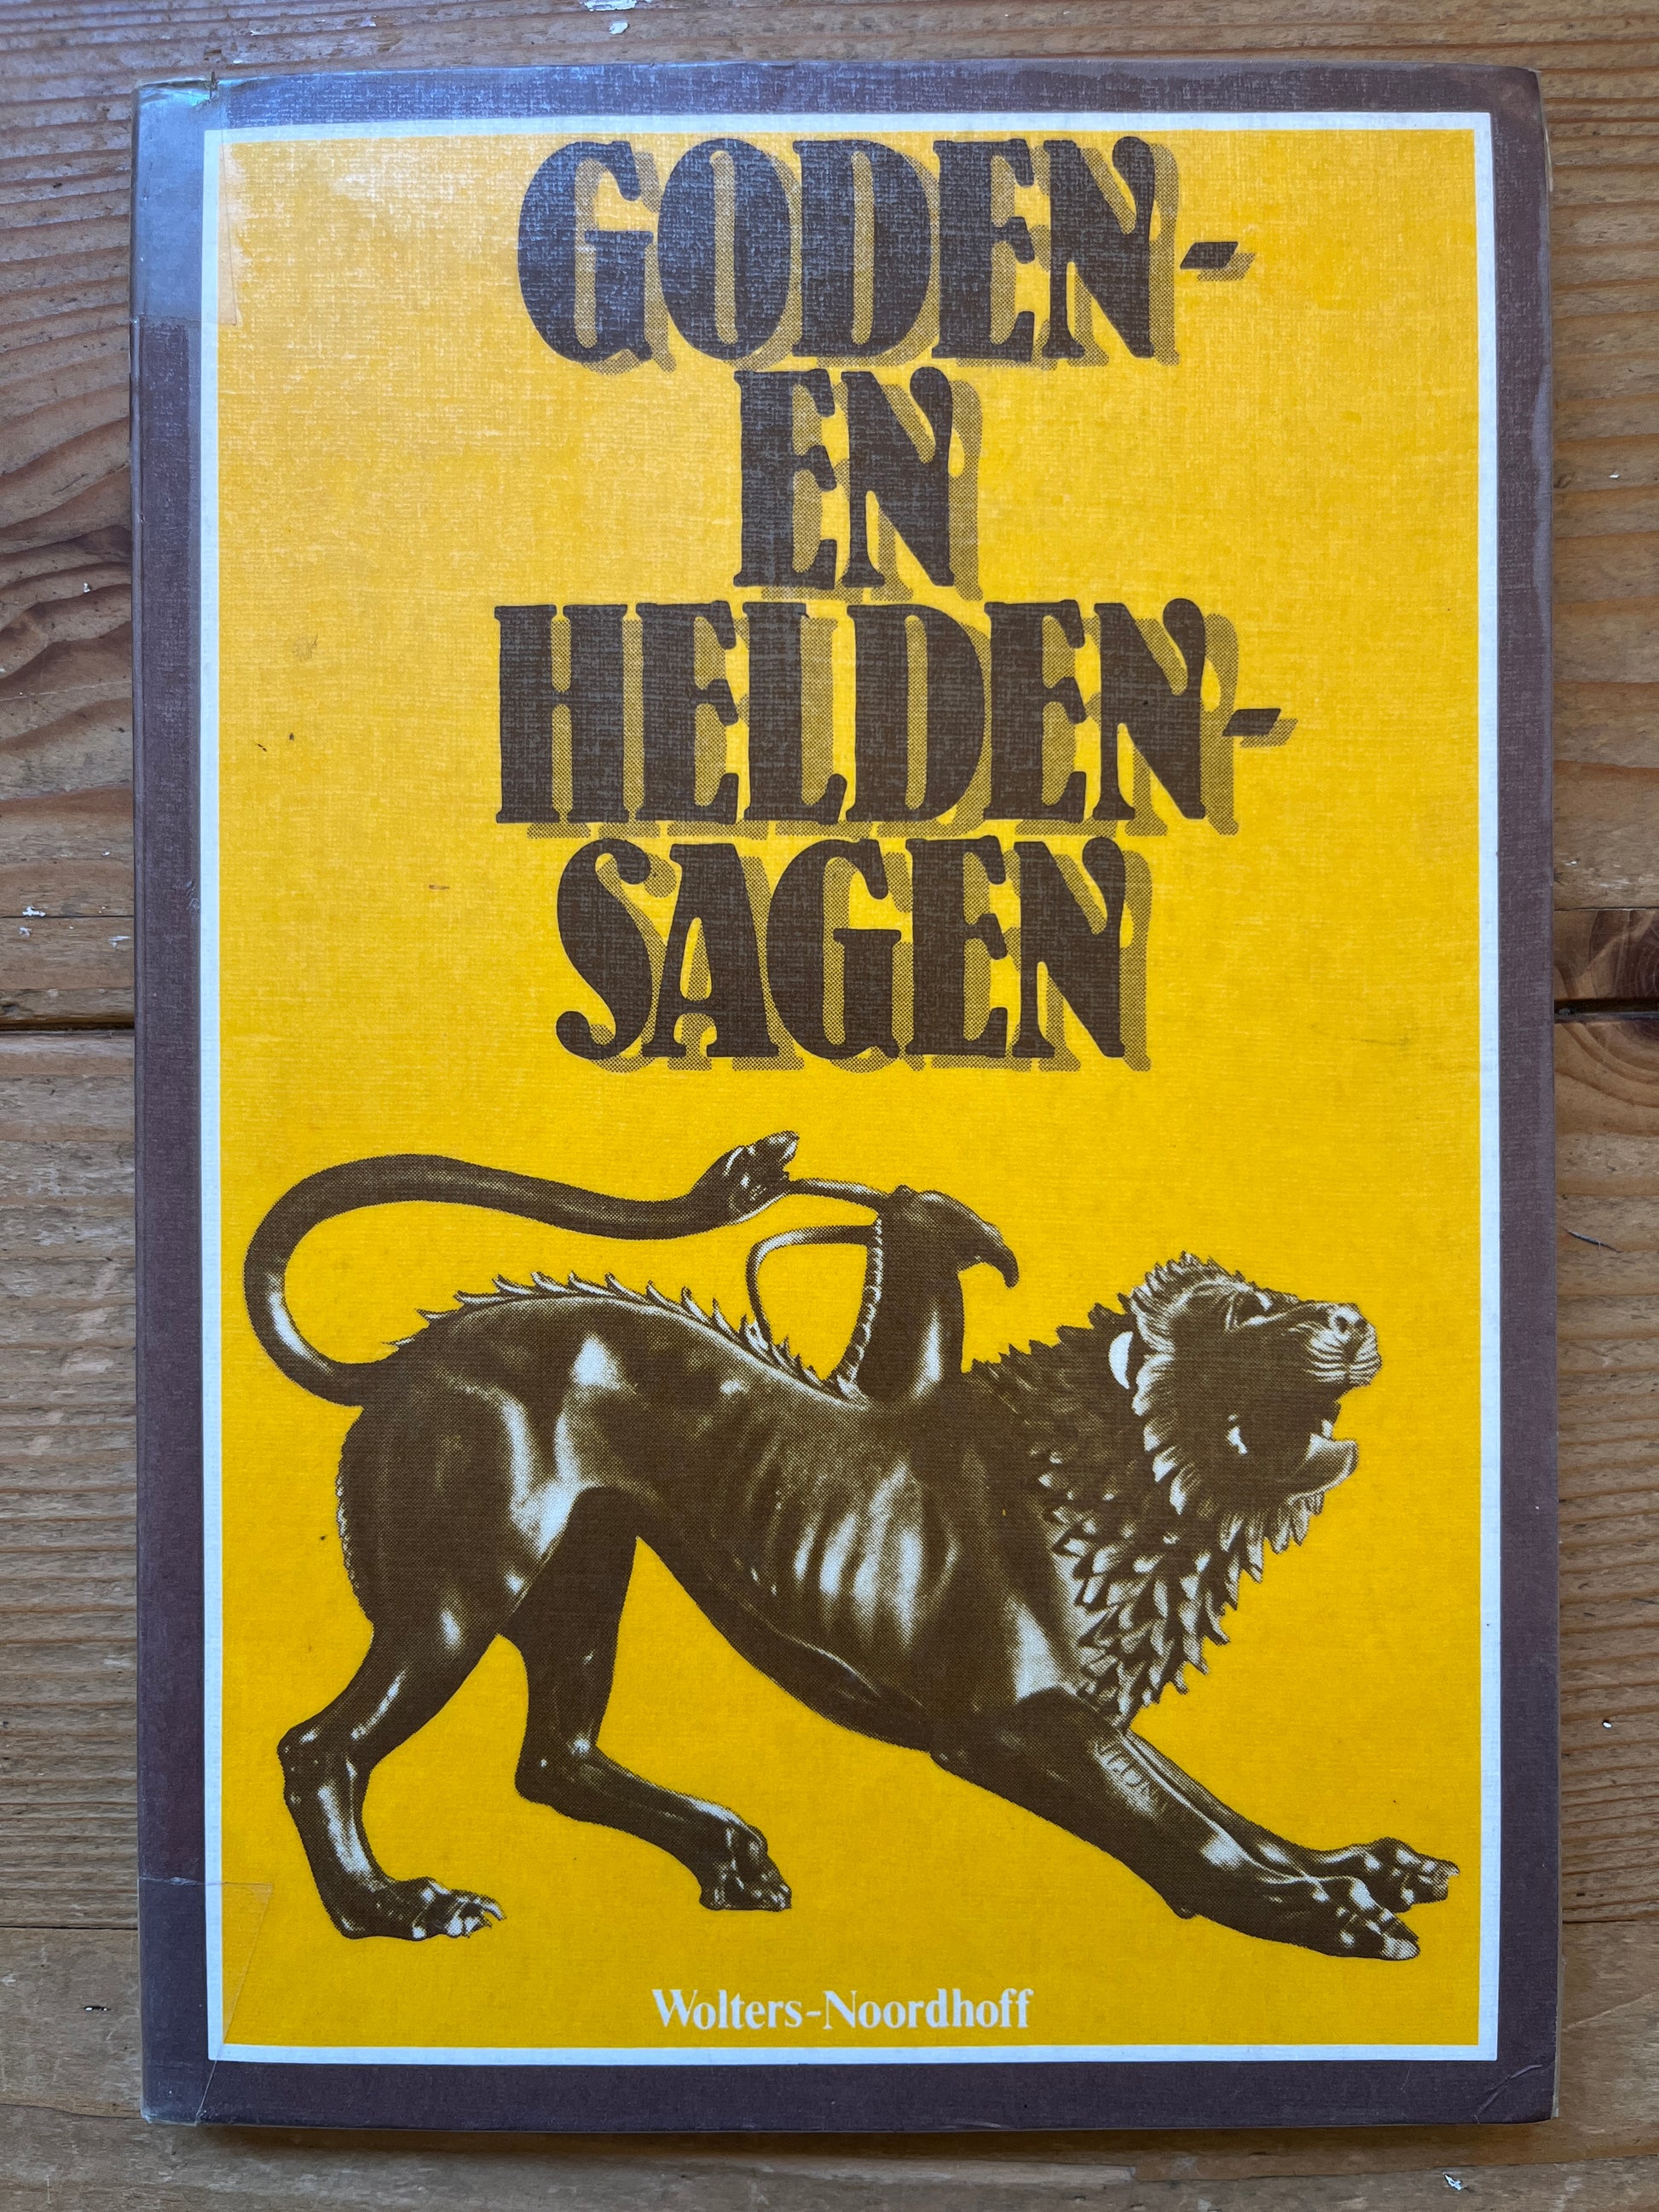 GODEN-
EN
HELDEN-
SAGEN
Wolters-Noordhoff